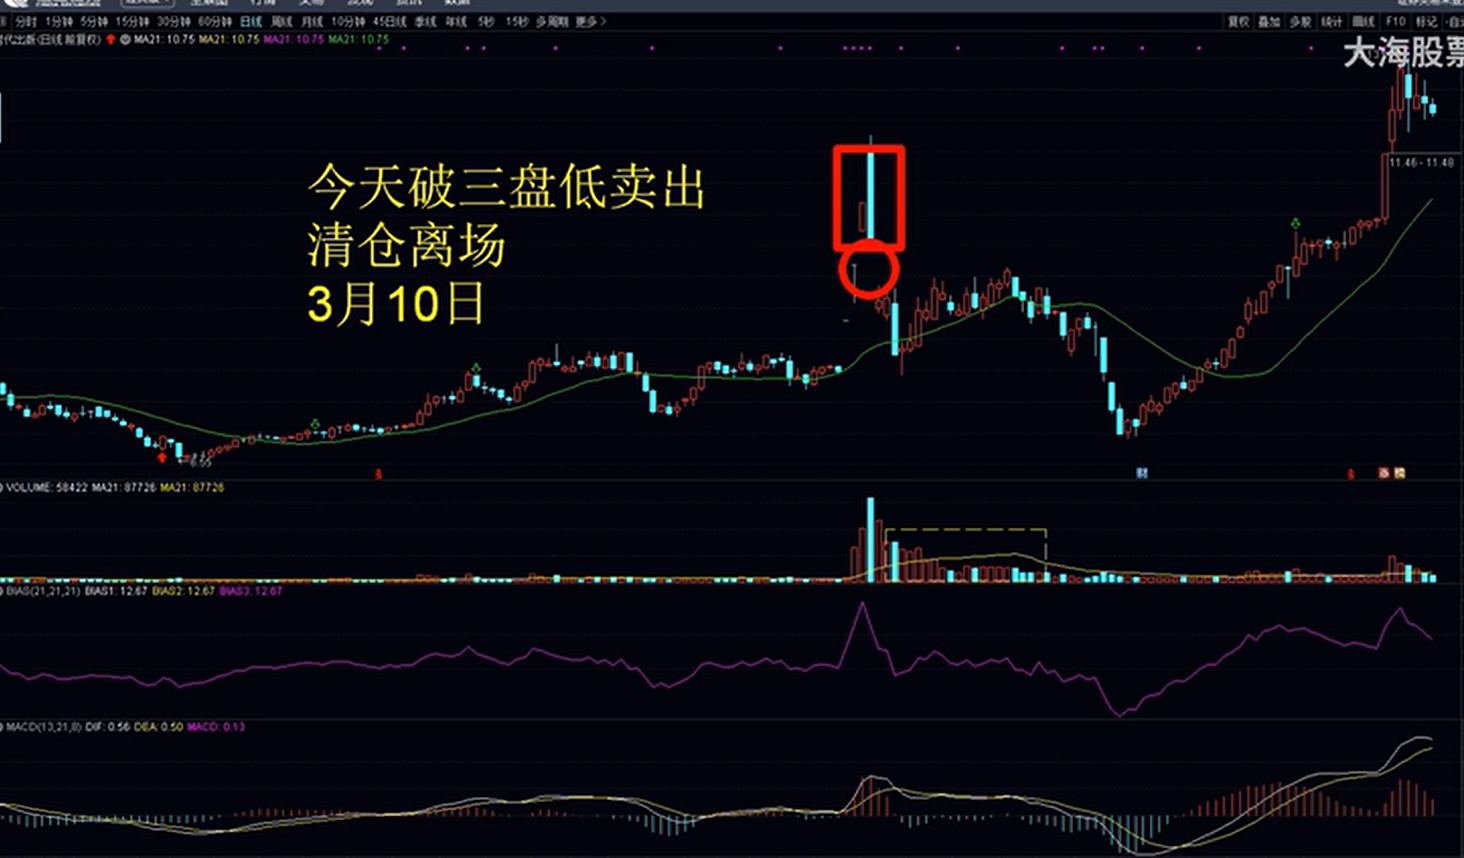 分时 1分钟 5分钟 15分钟 30分钟 60分钟 日线 周线 月线 10分钟 45日线 季线 年线 5秒 15秒 多周期 更多>
复权 叠加 多股 统计 画线 F10 标记 -自
代出版(日线.前复权) MA21: 10.75 MA21: 10.75 MA21: 10.75 MA21: 10.75
大海股票
11.46 - 11.48
今天破三盘低卖出
清仓离场
3月10日
6.55
财
VOLUME: 58422 MA21: 87726 MA21: 87726
BIAS(21,21,21) BIAS1: 12.67 BIAS2: 12.67 BIAS3: 12.67
MACD(13,21,8) DIF: 0.56 DEA: 0.50 MACD: 0.13